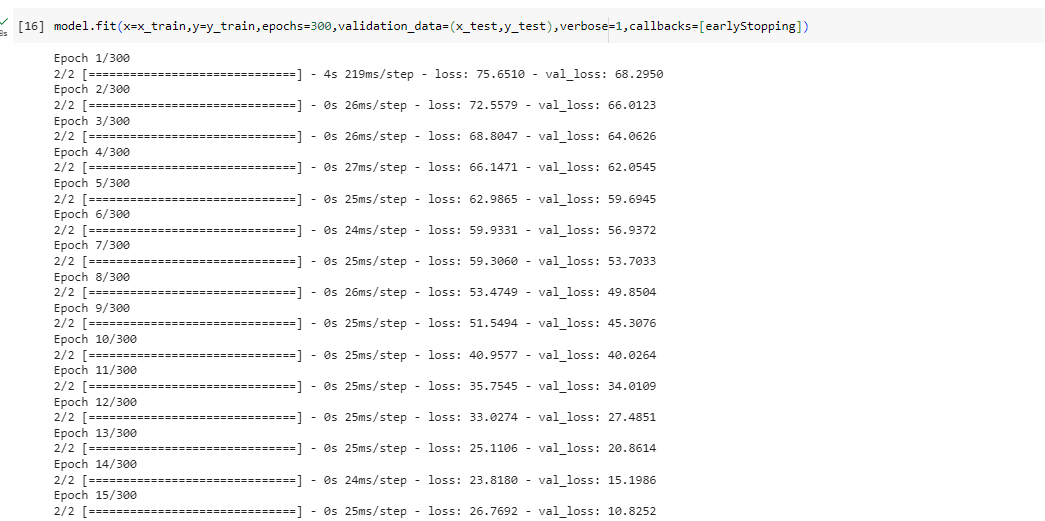 [16] model.fit(x=x_train,y=y_train,epochs=300,validation_data=(x_test,y_test),verbose=1,callbacks=[earlyStopping])
Epoch 1/300
2/2 [==============================] - 4s 219ms/step - loss: 75.6510 - val_loss: 68.2950
Epoch 2/300
2/2 [==============================] - 0s 26ms/step - loss: 72.5579 - val_loss: 66.0123
Epoch 3/300
2/2 [==============================] - 0s 26ms/step - loss: 68.8047 - val_loss: 64.0626
Epoch 4/300
2/2 [==============================] - 0s 27ms/step - loss: 66.1471 - val_loss: 62.0545
Epoch 5/300
2/2 [==============================] - 0s 25ms/step - loss: 62.9865 - val_loss: 59.6945
Epoch 6/300
2/2 [==============================] - 0s 24ms/step - loss: 59.9331 - val_loss: 56.9372
Epoch 7/300
2/2 [==============================] - 0s 25ms/step - loss: 59.3060 - val_loss: 53.7033
Epoch 8/300
2/2 [==============================] - 0s 26ms/step - loss: 53.4749 - val_loss: 49.8504
Epoch 9/300
2/2 [==============================] - 0s 25ms/step - loss: 51.5494 - val_loss: 45.3076
Epoch 10/300
2/2 [==============================] - 0s 25ms/step - loss: 40.9577 - val_loss: 40.0264
Epoch 11/300
2/2 [==============================] - 0s 25ms/step - loss: 35.7545 - val_loss: 34.0109
Epoch 12/300
2/2 [==============================] - 0s 25ms/step - loss: 33.0274 - val_loss: 27.4851
Epoch 13/300
2/2 [==============================] - 0s 25ms/step - loss: 25.1106 - val_loss: 20.8614
Epoch 14/300
2/2 [==============================] - 0s 24ms/step - loss: 23.8180 - val_loss: 15.1986
Epoch 15/300
2/2 [==============================] - 0s 25ms/step - loss: 26.7692 - val_loss: 10.8252